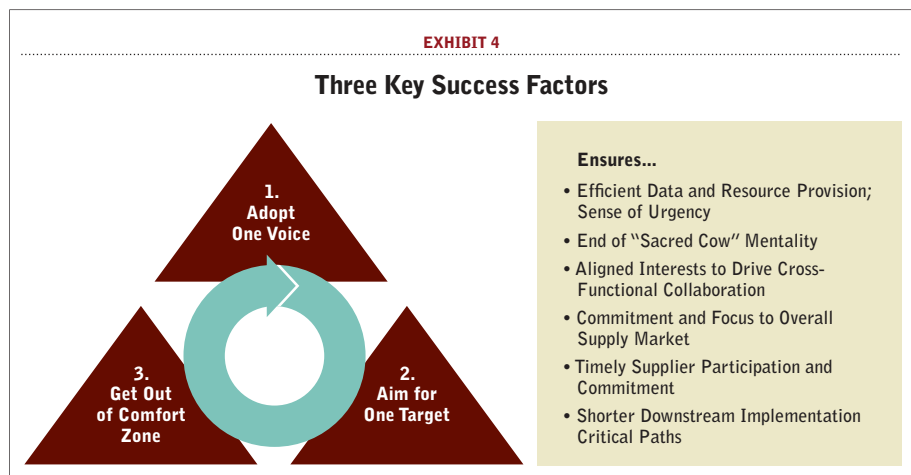 EXHIBIT 4
Three Key Success Factors
1.
Adopt
One Voice
3.
Get Out
of Comfort
Zone
2.
Aim for
One Target
Ensures...
• Efficient Data and Resource Provision;
Sense of Urgency
• End of “Sacred Cow” Mentality
• Aligned Interests to Drive Cross-
Functional Collaboration
• Commitment and Focus to Overall
Supply Market
• Timely Supplier Participation and
Commitment
• Shorter Downstream Implementation
Critical Paths